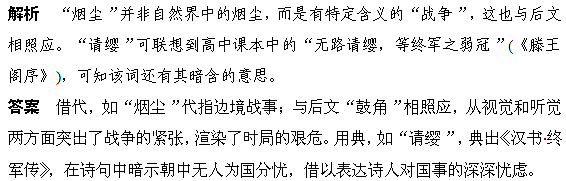 解析　“烟尘”并非自然界中的烟尘，而是有特定含义的“战争”，这也与后文
相照应。“请缨”可联想到高中课本中的“无路请缨，等终军之弱冠”(《滕王
阁序》)，可知该词还有其暗含的意思。
答案　借代，如“烟尘”代指边境战事；与后文“鼓角”相照应，从视觉和听觉
两方面突出了战争的紧张，渲染了时局的艰危。用典，如“请缨”，典出《汉书·终
军传》，在诗句中暗示朝中无人为国分忧，借以表达诗人对国事的深深忧虑。